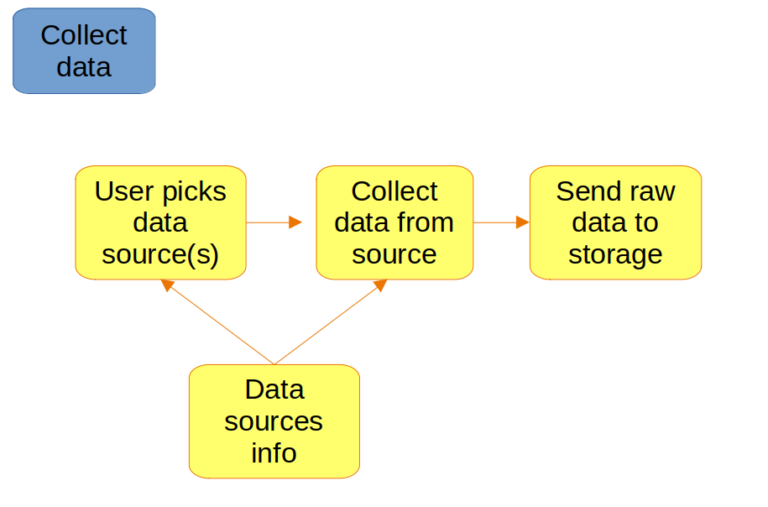 Collect
data
User picks
data
source(s)
Collect
data from
source
Send raw
data to
storage
Data
sources
info